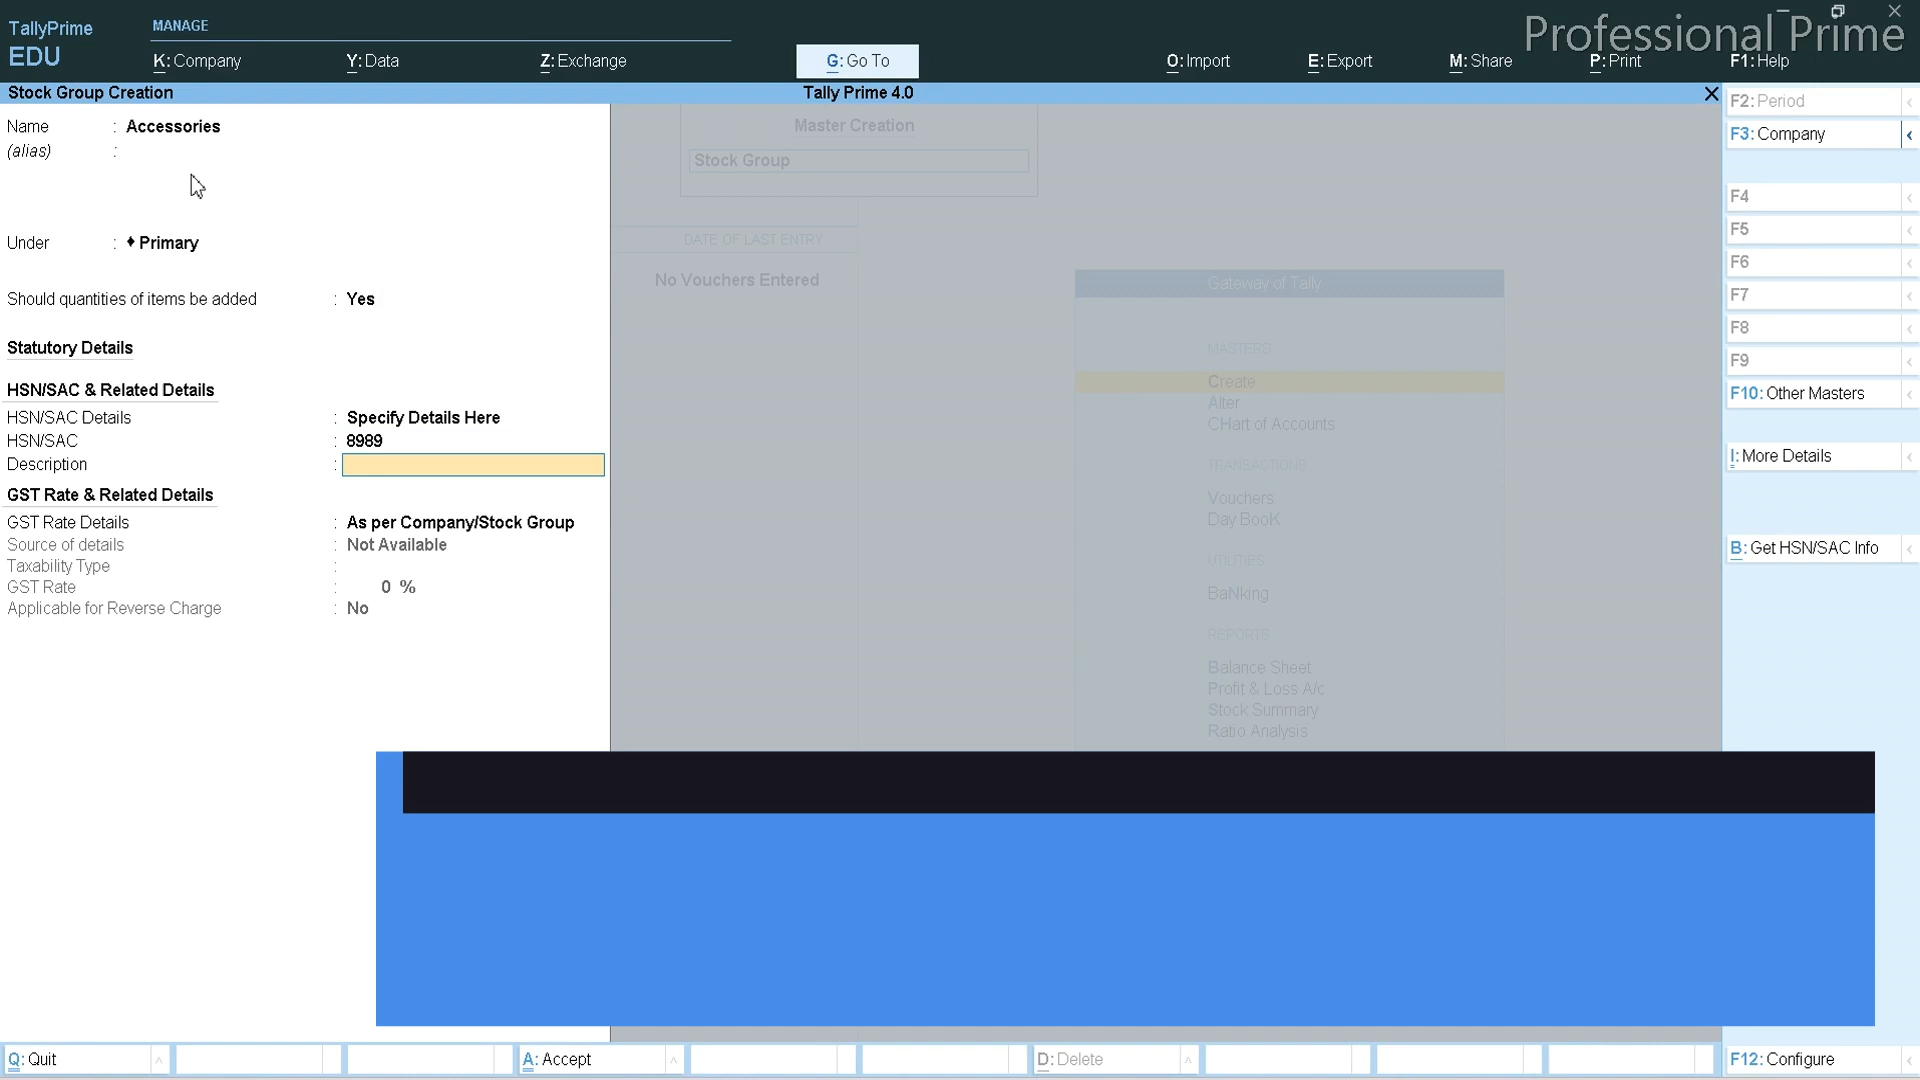 TallyPrime
EDU
MANAGE
K: Company
Y: Data
Z: Exchange
G: Go To
O: Import
E: Export
M: Share
P: Print
F1: Help
Professional Prime
Stock Group Creation
Tally Prime 4.0
Name : Accessories
(alias) :
Under : ♦ Primary
Should quantities of items be added : Yes
Statutory Details
HSN/SAC & Related Details
HSN/SAC Details : Specify Details Here
HSN/SAC : 8989
Description :
GST Rate & Related Details
GST Rate Details : As per Company/Stock Group
Source of details : Not Available
Taxability Type :
GST Rate : 0 %
Applicable for Reverse Charge : No
Master Creation
Stock Group
DATE OF LAST ENTRY
No Vouchers Entered
Gateway of Tally
MASTERS
Create
Alter
CHart of Accounts
TRANSACTIONS
Vouchers
Day BooK
UTILITIES
BaNking
REPORTS
Balance Sheet
Profit & Loss A/c
Stock Summary
Ratio Analysis
F2: Period
F3: Company
F4
F5
F6
F7
F8
F9
F10: Other Masters
I: More Details
B: Get HSN/SAC Info
Q: Quit
A: Accept
D: Delete
F12: Configure